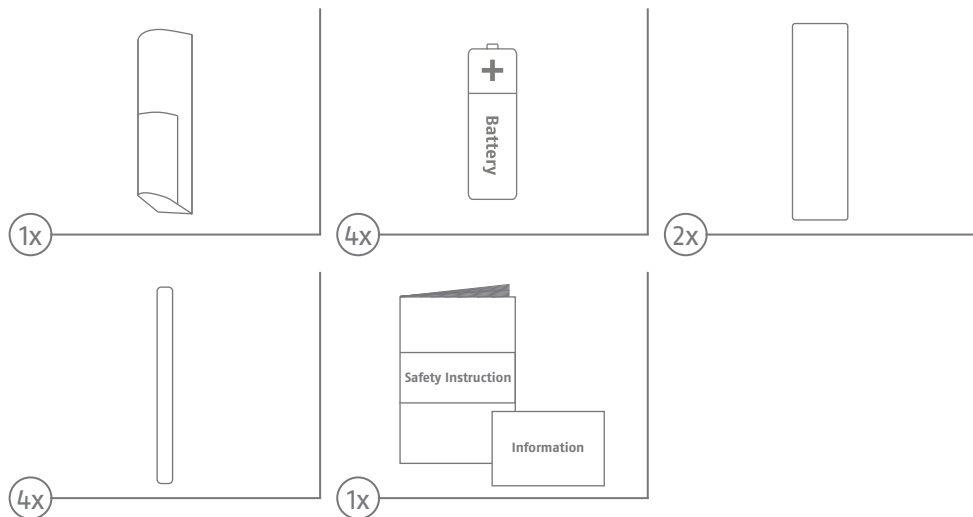 +
Battery
1x
4x
2x
Safety Instruction
Information
4x
1x